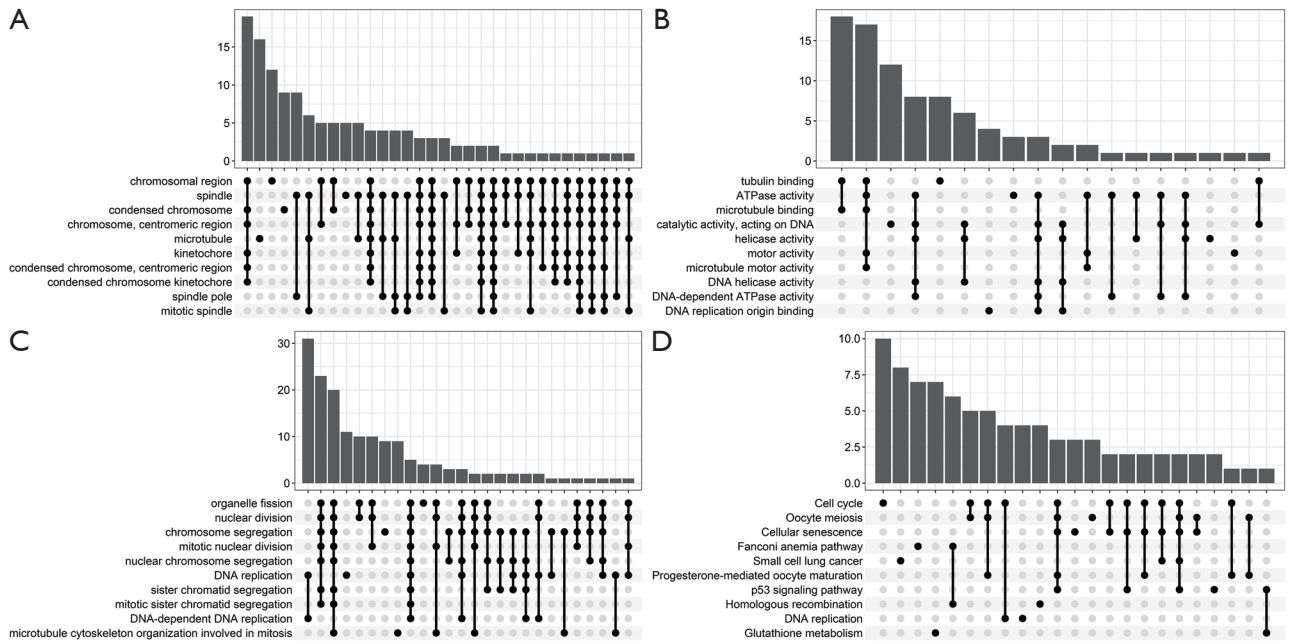 A
15
10
5
0
chromosomal region
spindle
condensed chromosome
chromosome, centromeric region
microtubule
kinetochore
condensed chromosome, centromeric region
condensed chromosome kinetochore
spindle pole
mitotic spindle
B
15
10
5
0
tubulin binding
ATPase activity
microtubule binding
catalytic activity, acting on DNA
helicase activity
motor activity
microtubule motor activity
DNA helicase activity
DNA-dependent ATPase activity
DNA replication origin binding
C
30
20
10
0
organelle fission
nuclear division
chromosome segregation
mitotic nuclear division
nuclear chromosome segregation
DNA replication
sister chromatid segregation
mitotic sister chromatid segregation
DNA-dependent DNA replication
microtubule cytoskeleton organization involved in mitosis
D
10.0
7.5
5.0
2.5
0.0
Cell cycle
Oocyte meiosis
Cellular senescence
Fanconi anemia pathway
Small cell lung cancer
Progesterone-mediated oocyte maturation
p53 signaling pathway
Homologous recombination
DNA replication
Glutathione metabolism